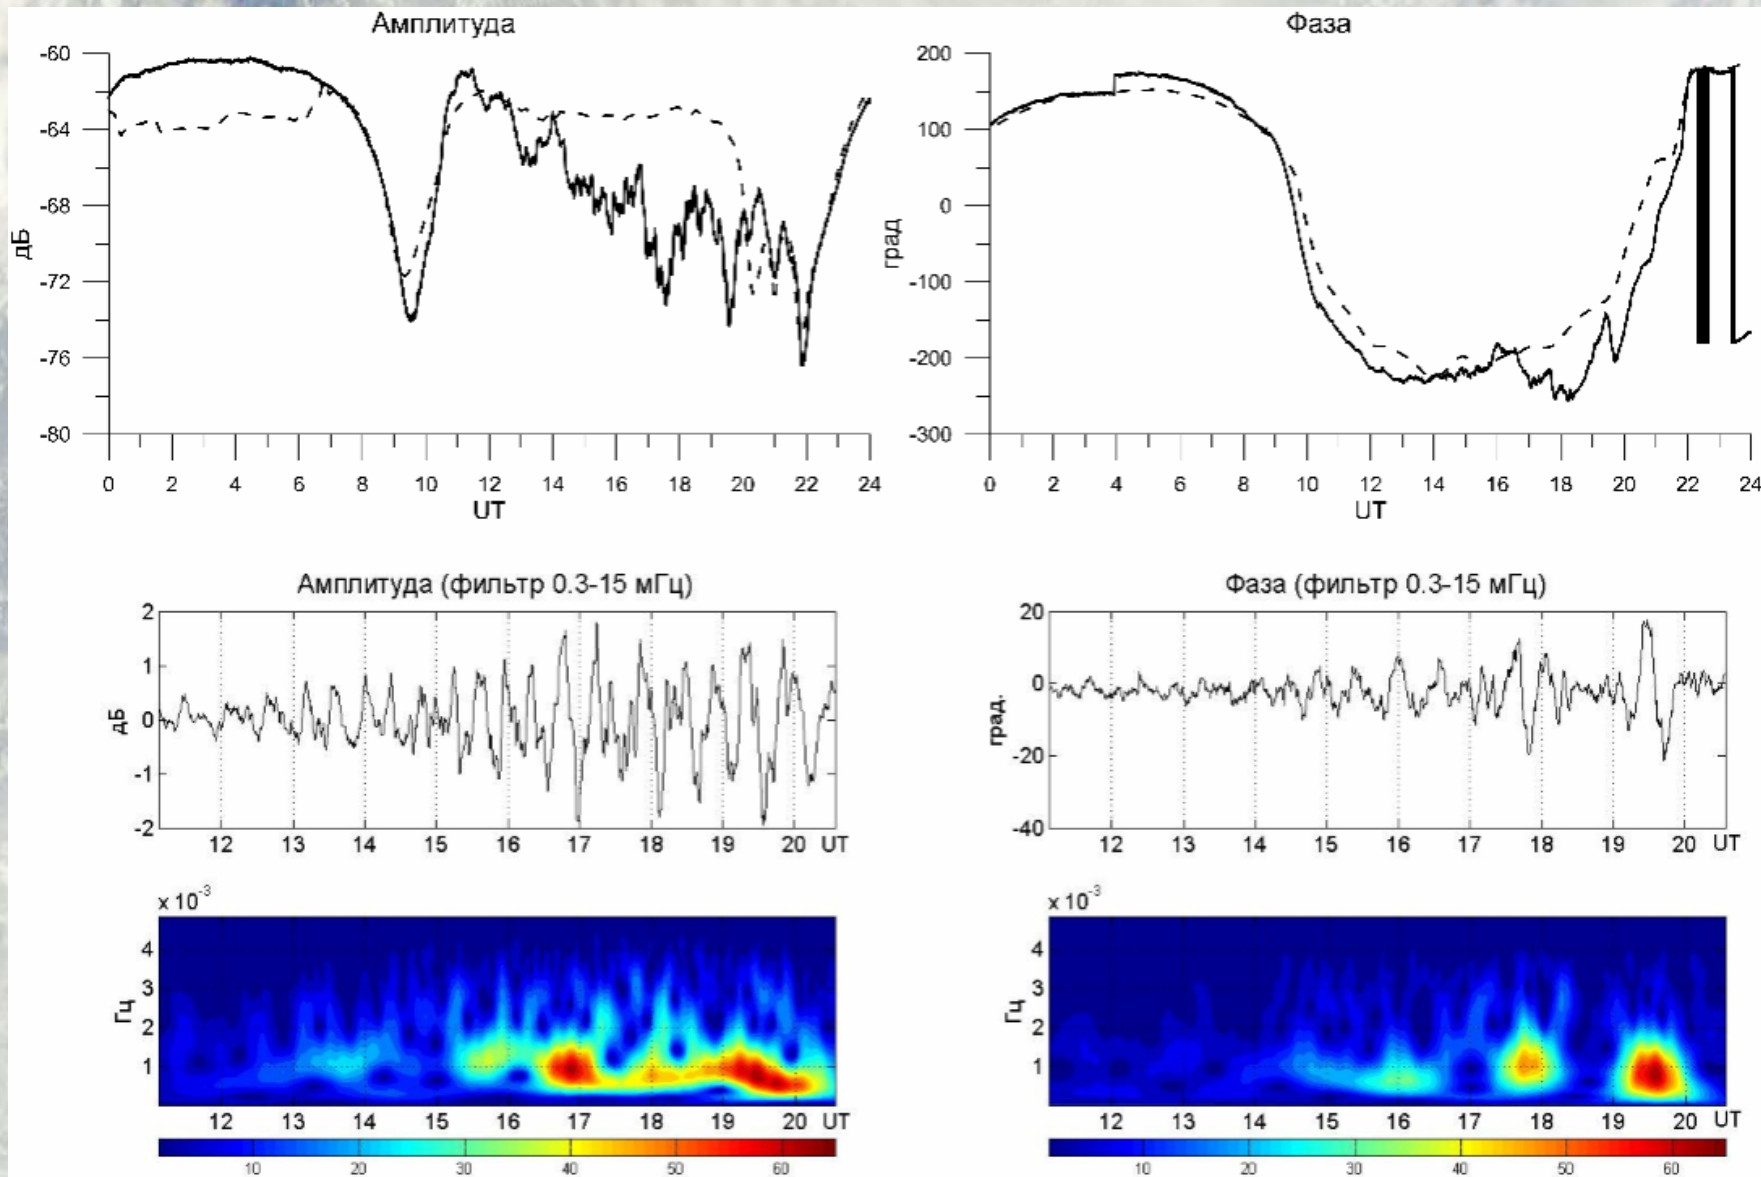 Амплитуда
Фаза
-60
-64
-68
-72
-76
-80
дБ
0 2 4 6 8 10 12 14 16 18 20 22 24
UT
200
100
0
-100
-200
-300
град
0 2 4 6 8 10 12 14 16 18 20 22 24
UT
Амплитуда (фильтр 0.3-15 мГц)
2
1
0
-1
-2
дБ
12 13 14 15 16 17 18 19 20 UT
Фаза (фильтр 0.3-15 мГц)
20
0
-20
-40
град.
12 13 14 15 16 17 18 19 20 UT
x 10⁻³
4
3
2
1
Гц
12 13 14 15 16 17 18 19 20 UT
10 20 30 40 50 60
x 10⁻³
4
3
2
1
Гц
12 13 14 15 16 17 18 19 20 UT
10 20 30 40 50 60